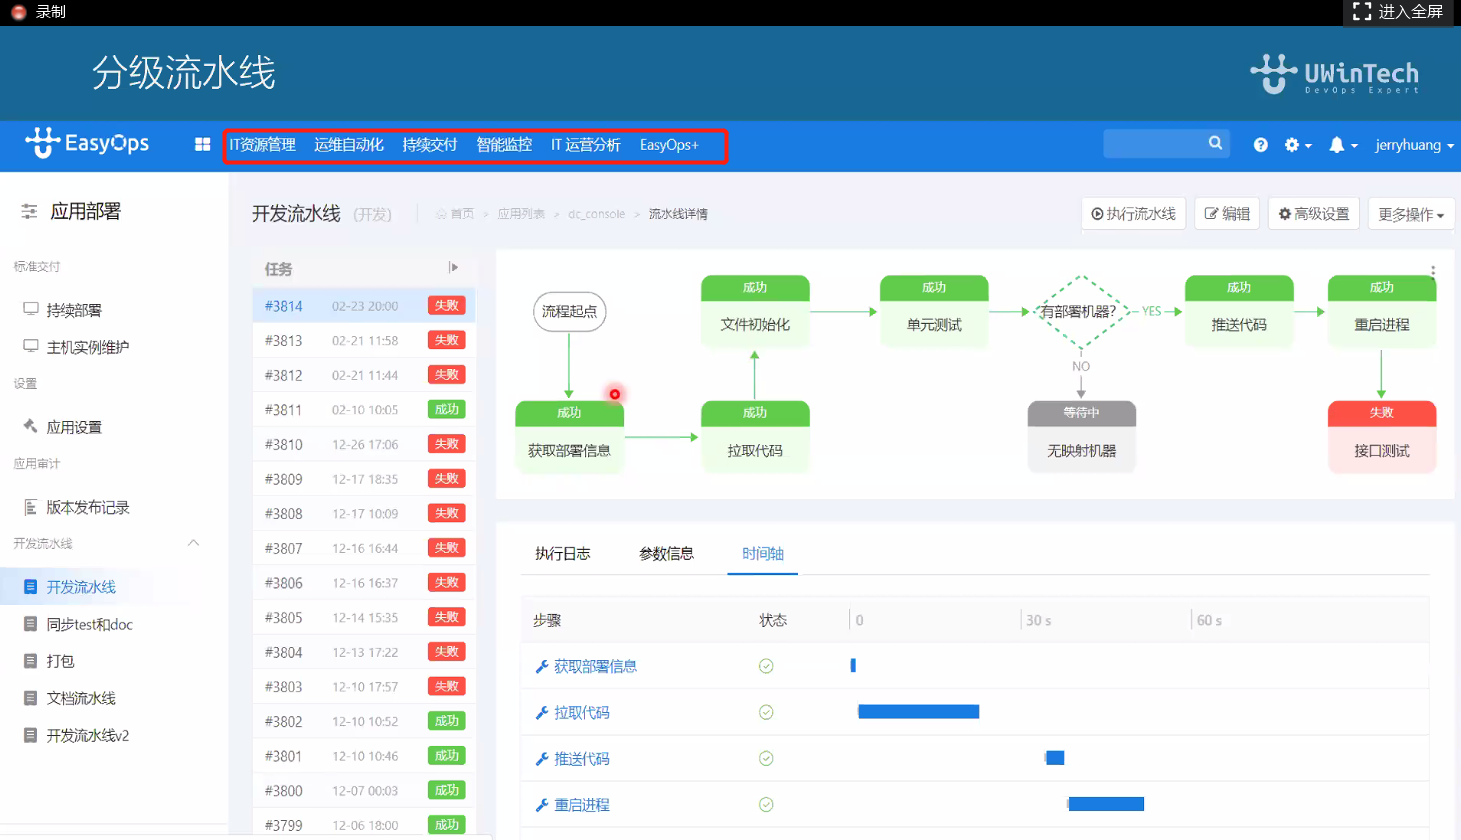 录制
进入全屏
分级流水线
UWinTech
DevOps Expert
EasyOps
IT资源管理 运维自动化 持续交付 智能监控 IT 运营分析 EasyOps+
jerryhuang
应用部署
标准交付
持续部署
主机实例维护
设置
应用设置
应用审计
版本发布记录
开发流水线
开发流水线
同步test和doc
打包
文档流水线
开发流水线v2
开发流水线 (开发)
首页 > 应用列表 > dc_console > 流水线详情
执行流水线 编辑 高级设置 更多操作
任务
#3814 02-23 20:00 失败
#3813 02-21 11:58 失败
#3812 02-21 11:44 失败
#3811 02-10 10:05 成功
#3810 12-26 17:06 失败
#3809 12-17 18:35 失败
#3808 12-17 10:09 失败
#3807 12-16 16:44 失败
#3806 12-16 16:37 失败
#3805 12-14 15:35 失败
#3804 12-13 17:22 失败
#3803 12-10 17:57 失败
#3802 12-10 10:52 成功
#3801 12-10 10:46 成功
#3800 12-07 00:03 成功
#3799 12-06 18:00 成功
流程起点
成功
获取部署信息
成功
拉取代码
成功
文件初始化
成功
单元测试
有部署机器?
YES
NO
等待中
无映射机器
成功
推送代码
成功
重启进程
失败
接口测试
执行日志 参数信息 时间轴
步骤 状态 0 30 s 60 s
获取部署信息
拉取代码
推送代码
重启进程